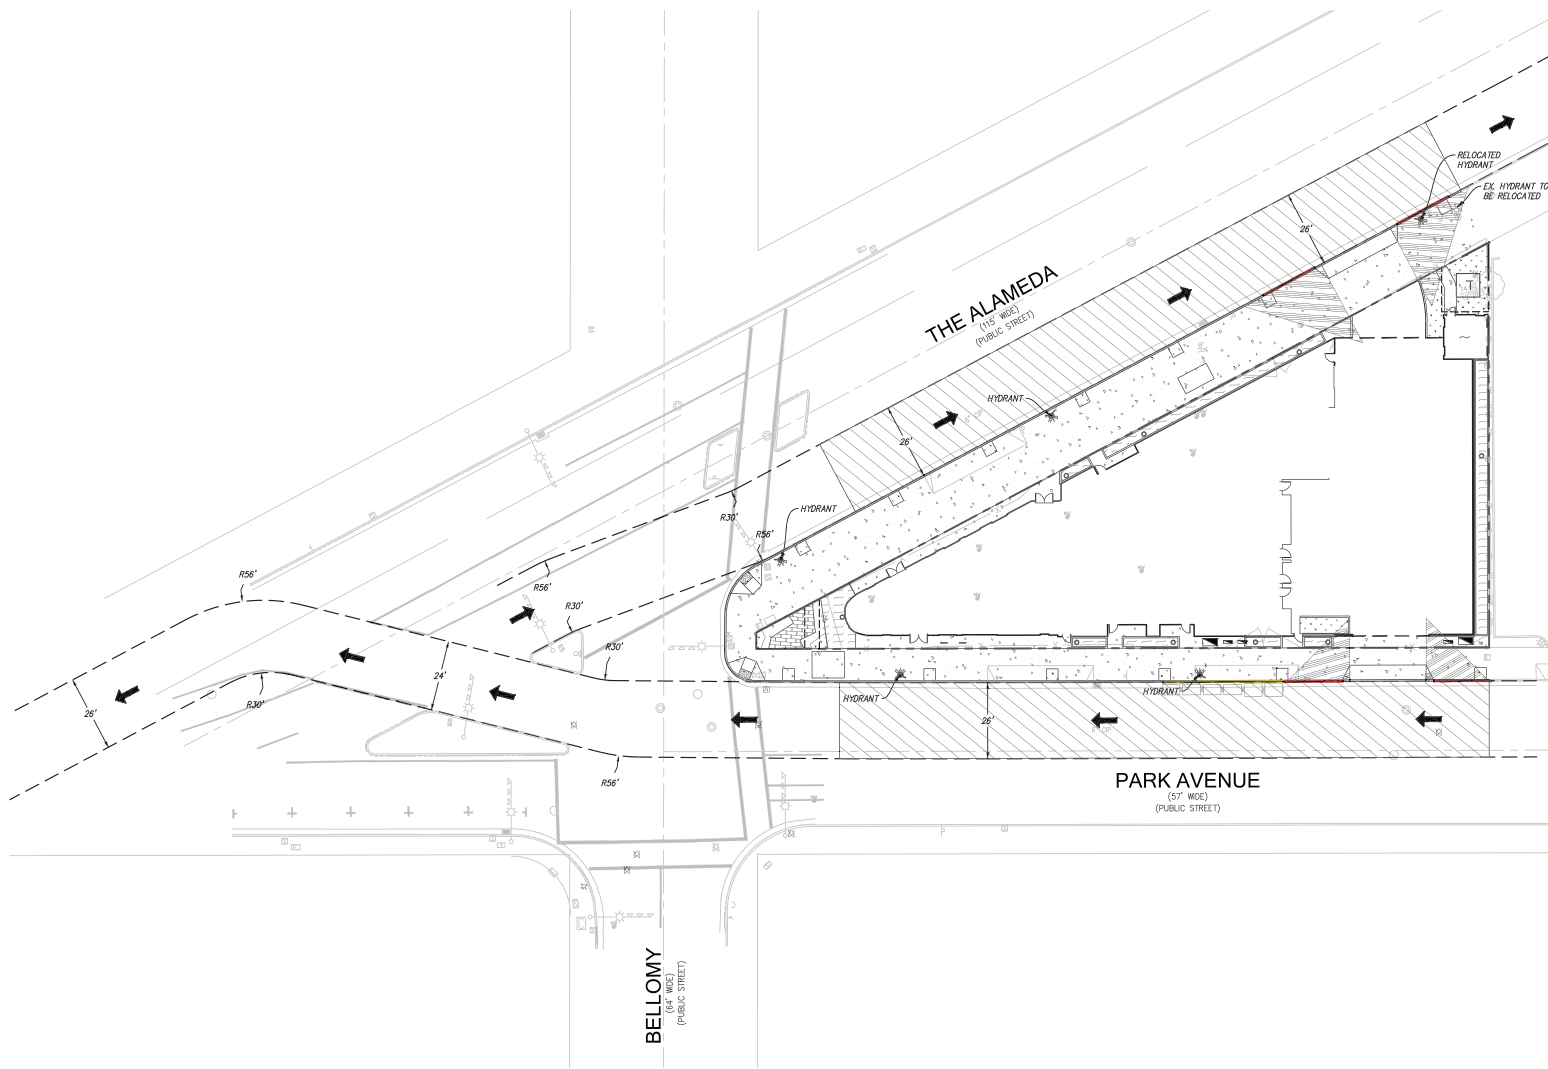 RELOCATED
HYDRANT
EX. HYDRANT TO
BE RELOCATED
26'
THE ALAMEDA
(115' WIDE)
(PUBLIC STREET)
HYDRANT
26'
R30'
HYDRANT
R56'
R56'
R56'
R30'
R30'
24'
26'
R30'
HYDRANT
HYDRANT
26'
R56'
PARK AVENUE
(57' WIDE)
(PUBLIC STREET)
BELLOMY
(64' WIDE)
(PUBLIC STREET)